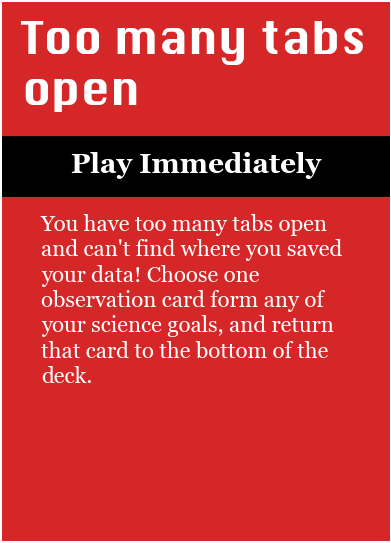 Too many tabs
open
Play Immediately
You have too many tabs open
and can't find where you saved
your data! Choose one
observation card form any of
your science goals, and return
that card to the bottom of the
deck.